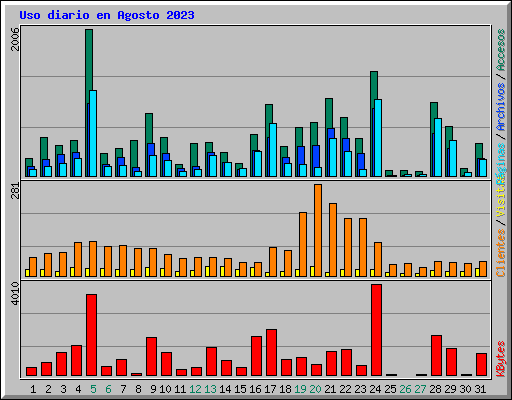 Uso diario en Agosto 2023
2006
281
4010
Accesos
/
Archivos
/
Páginas
Visitas
/
Clientes
KBytes
1 2 3 4 5 6 7 8 9 10 11 12 13 14 15 16 17 18 19 20 21 22 23 24 25 26 27 28 29 30 31